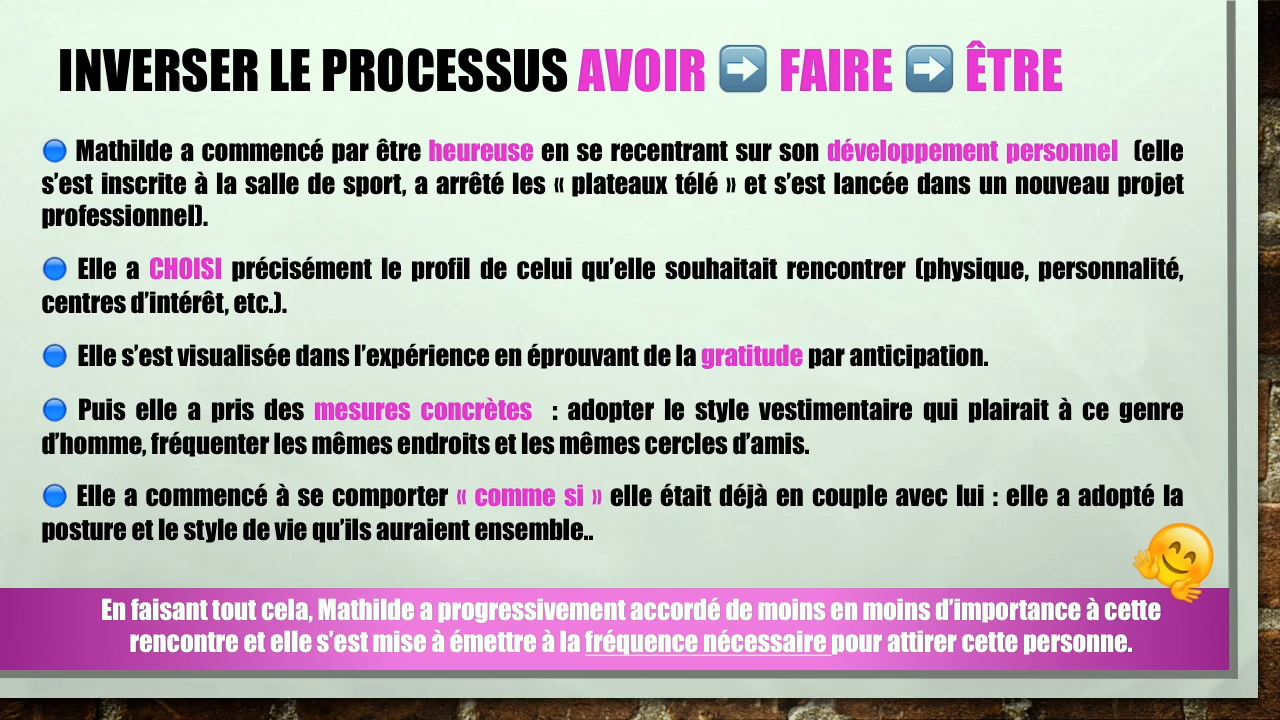 INVERSER LE PROCESSUS AVOIR ➡️ FAIRE ➡️ ÊTRE
🔵 Mathilde a commencé par être heureuse en se recentrant sur son développement personnel (elle
s’est inscrite à la salle de sport, a arrêté les « plateaux télé » et s’est lancée dans un nouveau projet
professionnel).
🔵 Elle a CHOISI précisément le profil de celui qu’elle souhaitait rencontrer (physique, personnalité,
centres d’intérêt, etc.).
🔵 Elle s’est visualisée dans l’expérience en éprouvant de la gratitude par anticipation.
🔵 Puis elle a pris des mesures concrètes : adopter le style vestimentaire qui plairait à ce genre
d’homme, fréquenter les mêmes endroits et les mêmes cercles d’amis.
🔵 Elle a commencé à se comporter « comme si » elle était déjà en couple avec lui : elle a adopté la
posture et le style de vie qu’ils auraient ensemble..
En faisant tout cela, Mathilde a progressivement accordé de moins en moins d’importance à cette
rencontre et elle s’est mise à émettre à la fréquence nécessaire pour attirer cette personne.